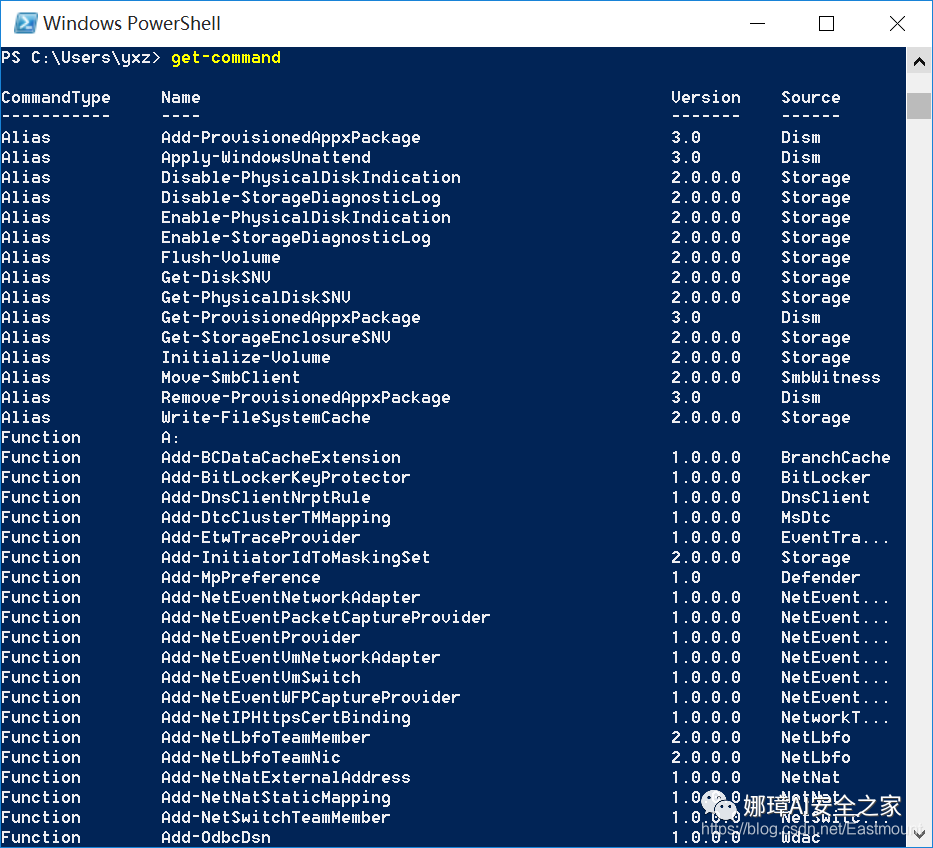 Windows PowerShell
PS C:\Users\yxz> get-command
CommandType Name Version Source
----------- ---- ------- ------
Alias Add-ProvisionedAppxPackage 3.0 Dism
Alias Apply-WindowsUnattend 3.0 Dism
Alias Disable-PhysicalDiskIndication 2.0.0.0 Storage
Alias Disable-StorageDiagnosticLog 2.0.0.0 Storage
Alias Enable-PhysicalDiskIndication 2.0.0.0 Storage
Alias Enable-StorageDiagnosticLog 2.0.0.0 Storage
Alias Flush-Volume 2.0.0.0 Storage
Alias Get-DiskSNV 2.0.0.0 Storage
Alias Get-PhysicalDiskSNV 2.0.0.0 Storage
Alias Get-ProvisionedAppxPackage 3.0 Dism
Alias Get-StorageEnclosureSNV 2.0.0.0 Storage
Alias Initialize-Volume 2.0.0.0 Storage
Alias Move-SmbClient 2.0.0.0 SmbWitness
Alias Remove-ProvisionedAppxPackage 3.0 Dism
Alias Write-FileSystemCache 2.0.0.0 Storage
Function A:
Function Add-BCDataCacheExtension 1.0.0.0 BranchCache
Function Add-BitLockerKeyProtector 1.0.0.0 BitLocker
Function Add-DnsClientNrptRule 1.0.0.0 DnsClient
Function Add-DtcClusterTMMapping 1.0.0.0 MsDtc
Function Add-EtwTraceProvider 1.0.0.0 EventTra...
Function Add-InitiatorIdToMaskingSet 2.0.0.0 Storage
Function Add-MpPreference 1.0 Defender
Function Add-NetEventNetworkAdapter 1.0.0.0 NetEvent...
Function Add-NetEventPacketCaptureProvider 1.0.0.0 NetEvent...
Function Add-NetEventProvider 1.0.0.0 NetEvent...
Function Add-NetEventVmNetworkAdapter 1.0.0.0 NetEvent...
Function Add-NetEventVmSwitch 1.0.0.0 NetEvent...
Function Add-NetEventWFPCaptureProvider 1.0.0.0 NetEvent...
Function Add-NetIPHttpsCertBinding 1.0.0.0 NetworkT...
Function Add-NetLbfoTeamMember 2.0.0.0 NetLbfo
Function Add-NetLbfoTeamNic 2.0.0.0 NetLbfo
Function Add-NetNatExternalAddress 1.0.0.0 NetNat
Function Add-NetNatStaticMapping 1.0.0.0 NetNat
Function Add-NetSwitchTeamMember 1.0.0.0 NetSwitc...
Function Add-OdbcDsn 1.0.0.0 Wdac
娜璋AI安全之家
https://blog.csdn.net/Eastmount